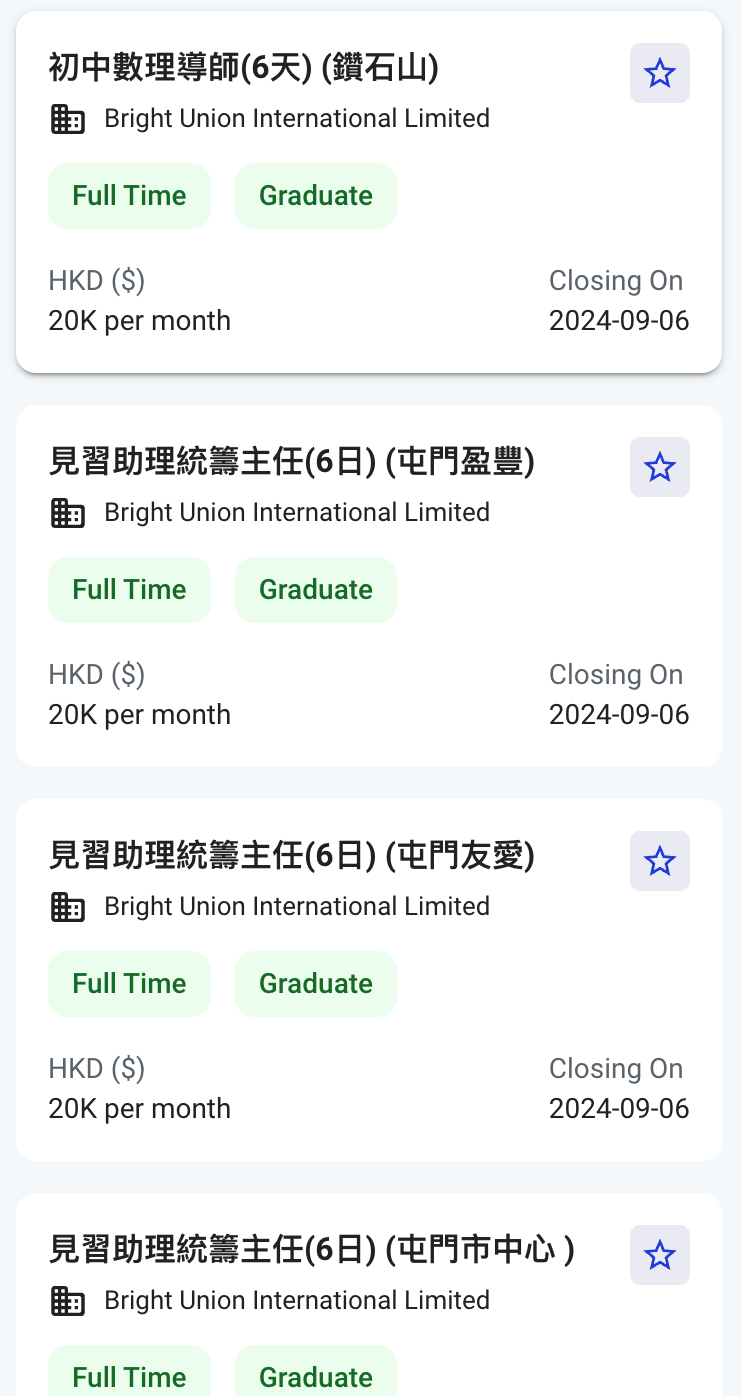 初中數理導師(6天) (鑽石山)
Bright Union International Limited
Full Time Graduate
HKD ($) Closing On
20K per month 2024-09-06
見習助理統籌主任(6日) (屯門盈豐)
Bright Union International Limited
Full Time Graduate
HKD ($) Closing On
20K per month 2024-09-06
見習助理統籌主任(6日) (屯門友愛)
Bright Union International Limited
Full Time Graduate
HKD ($) Closing On
20K per month 2024-09-06
見習助理統籌主任(6日) (屯門市中心 )
Bright Union International Limited
Full Time Graduate